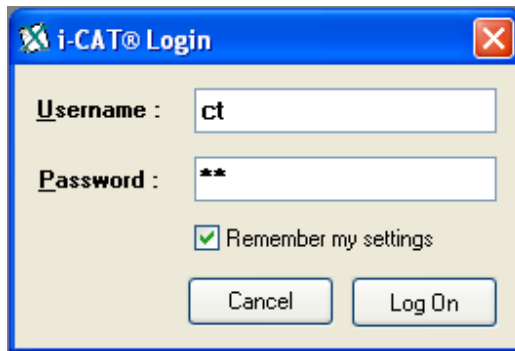 i-CAT® Login
Username : ct
Password : **
Remember my settings
Cancel Log On